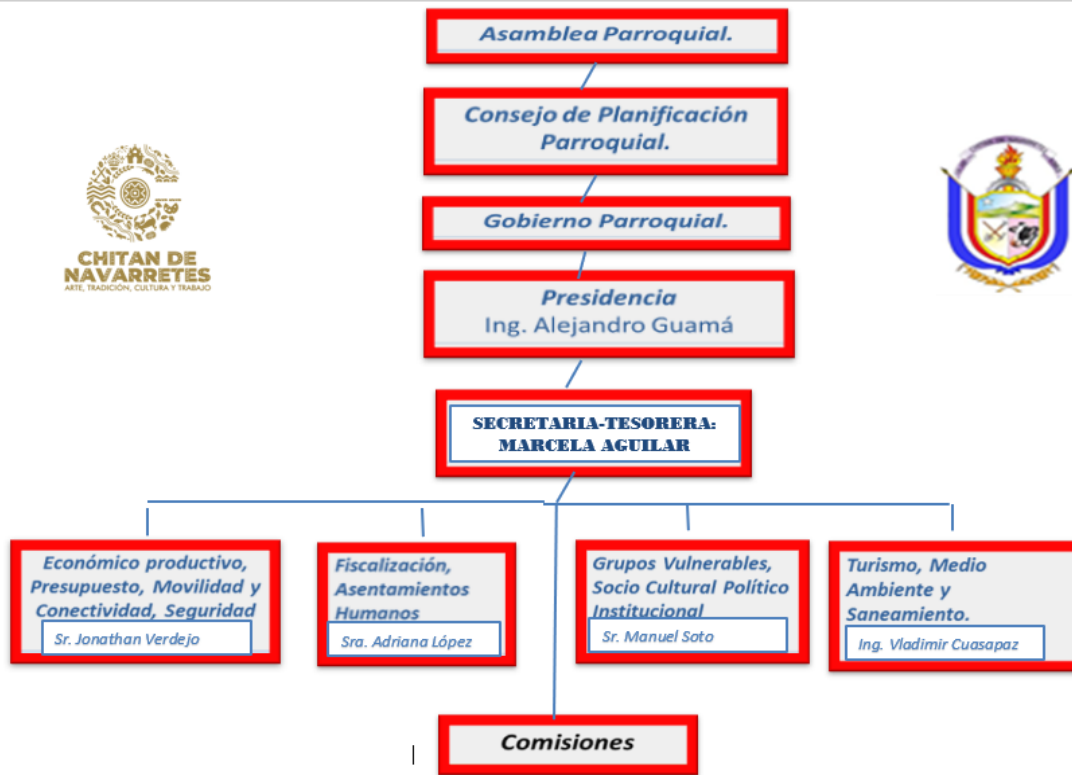 Asamblea Parroquial.
Consejo de Planificación
Parroquial.
Gobierno Parroquial.
CHITAN DE
NAVARRETES
ARTE, TRADICIÓN, CULTURA Y TRABAJO
Presidencia
Ing. Alejandro Guamá
SECRETARIA-TESORERA:
MARCELA AGUILAR
Económico productivo,
Presupuesto, Movilidad y
Conectividad, Seguridad
Sr. Jonathan Verdejo
Fiscalización,
Asentamientos
Humanos
Sra. Adriana López
Grupos Vulnerables,
Socio Cultural Político
Institucional
Sr. Manuel Soto
Turismo, Medio
Ambiente y
Saneamiento.
Ing. Vladimir Cuasapaz
Comisiones